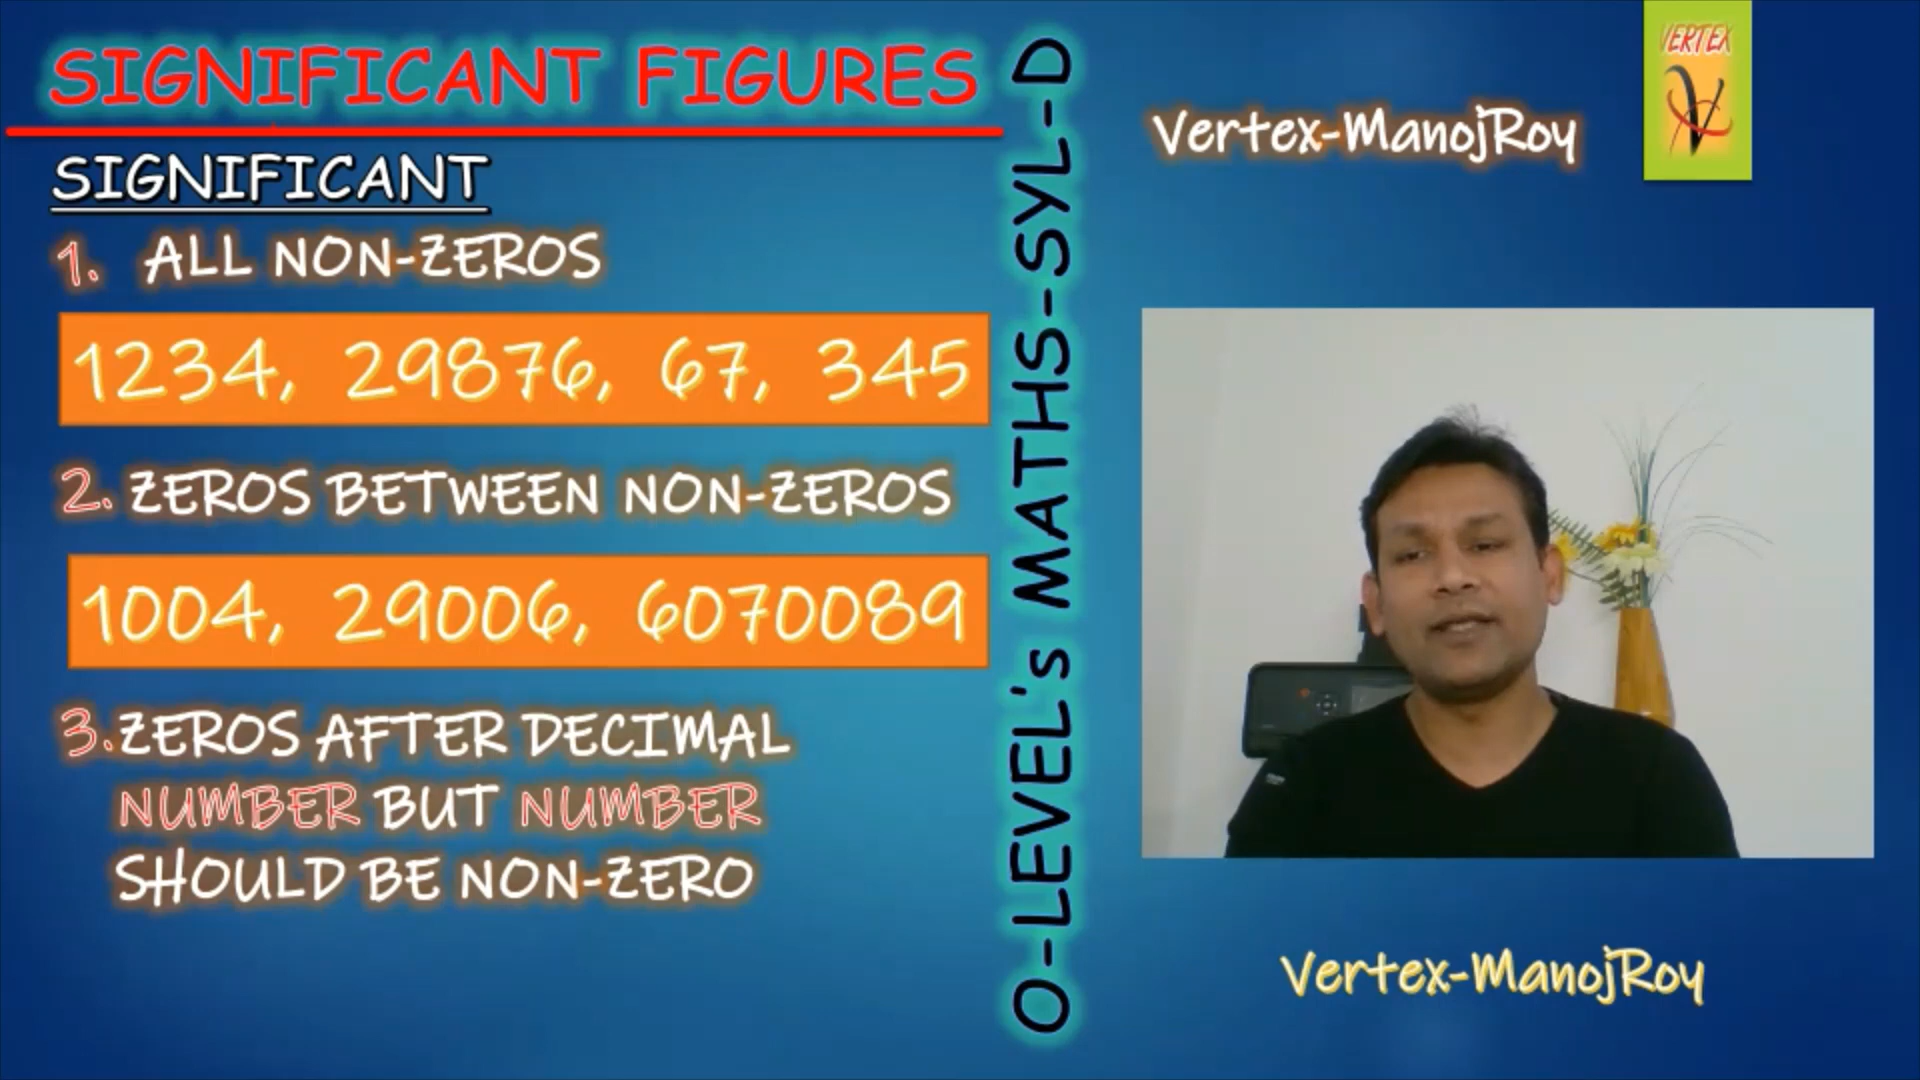 SIGNIFICANT FIGURES
SIGNIFICANT
1. ALL NON-ZEROS
1234, 29876, 67, 345
2. ZEROS BETWEEN NON-ZEROS
1004, 29006, 6070089
3. ZEROS AFTER DECIMAL
NUMBER BUT NUMBER
SHOULD BE NON-ZERO
O-LEVEL's MATHS-SYL-D
Vertex-ManojRoy
VERTEX
Vertex-ManojRoy